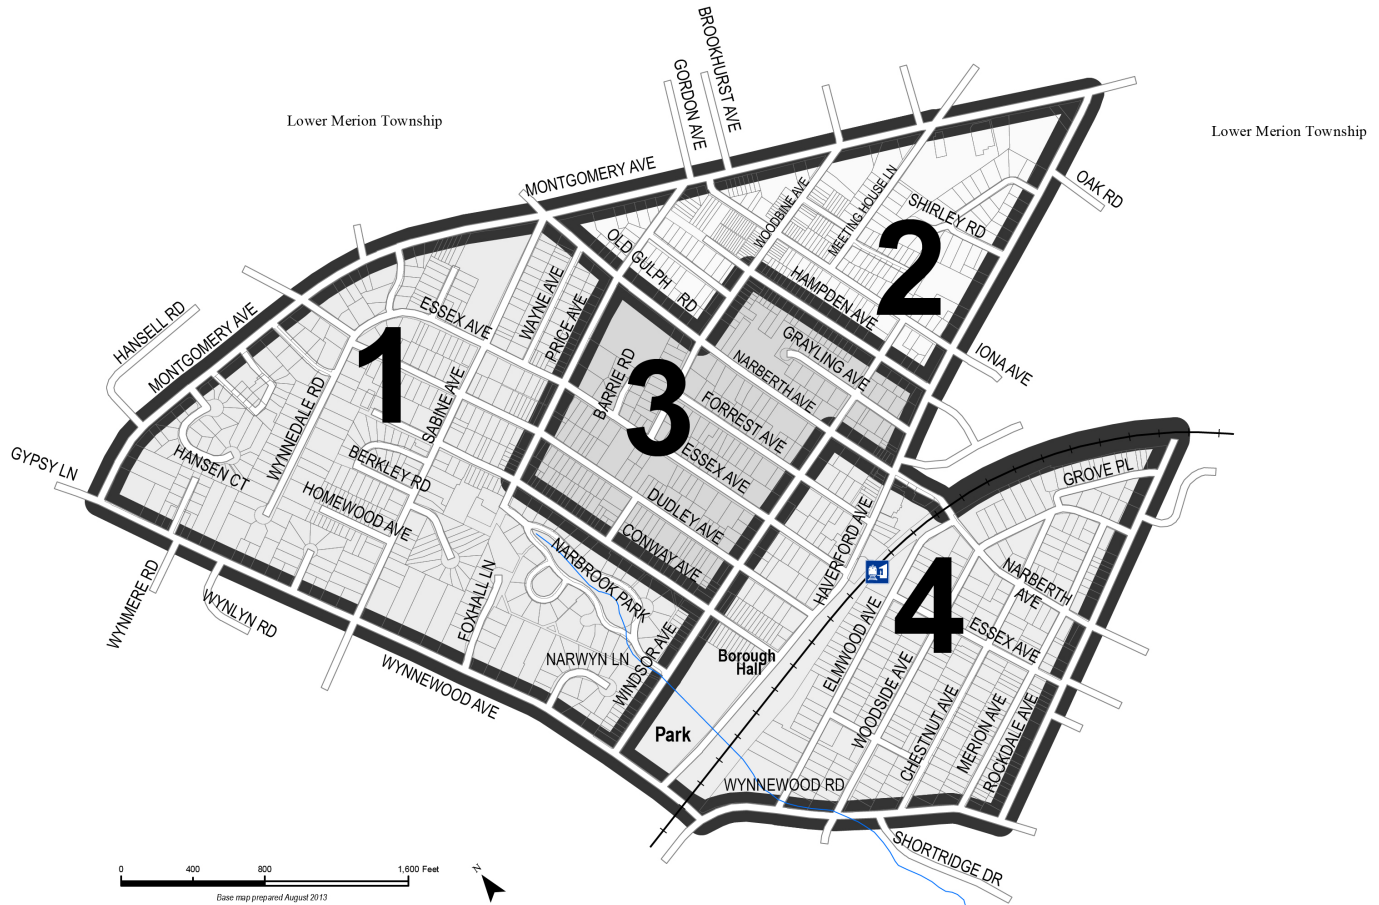 BROOKHURST AVE
GORDON AVE
Lower Merion Township
Lower Merion Township
MONTGOMERY AVE
OAK RD
WOODBINE AVE
MEETING HOUSE LN
SHIRLEY RD
2
OLD GULPH RD
HAMPDEN AVE
WAYNE AVE
PRICE AVE
ESSEX AVE
HANSELL RD
MONTGOMERY AVE
1
GRAYLING AVE
IONA AVE
NARBERTH AVE
BARRIE RD
3
FORREST AVE
SABINE AVE
WYNNEDALE RD
ESSEX AVE
GYPSY LN
HANSEN CT
BERKLEY RD
GROVE PL
HOMEWOOD AVE
DUDLEY AVE
CONWAY AVE
HAVERFORD AVE
NARBROOK PARK
4
NARBERTH
AVE
WYNMERE RD
WYNLYN RD
FOXHALL LN
ESSEX AVE
ELMWOOD AVE
Borough
Hall
NARWYN LN
WINDSOR AVE
WYNNEWOOD AVE
WOODSIDE AVE
CHESTNUT AVE
MERION AVE
ROCKDALE AVE
Park
WYNNEWOOD RD
SHORTRIDGE DR
0 400 800 1,600 Feet
Base map prepared August 2013
N